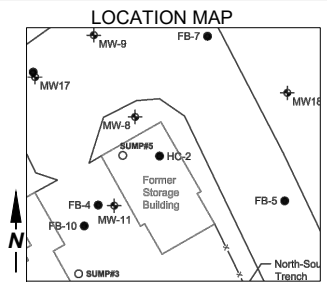 LOCATION MAP
FB-7
MW-9
MW17
MW18
MW-8
SUMP#5
HC-2
Former
Storage
Building
FB-4
MW-11
FB-5
FB-10
N
SUMP#3
North-Sou
Trench